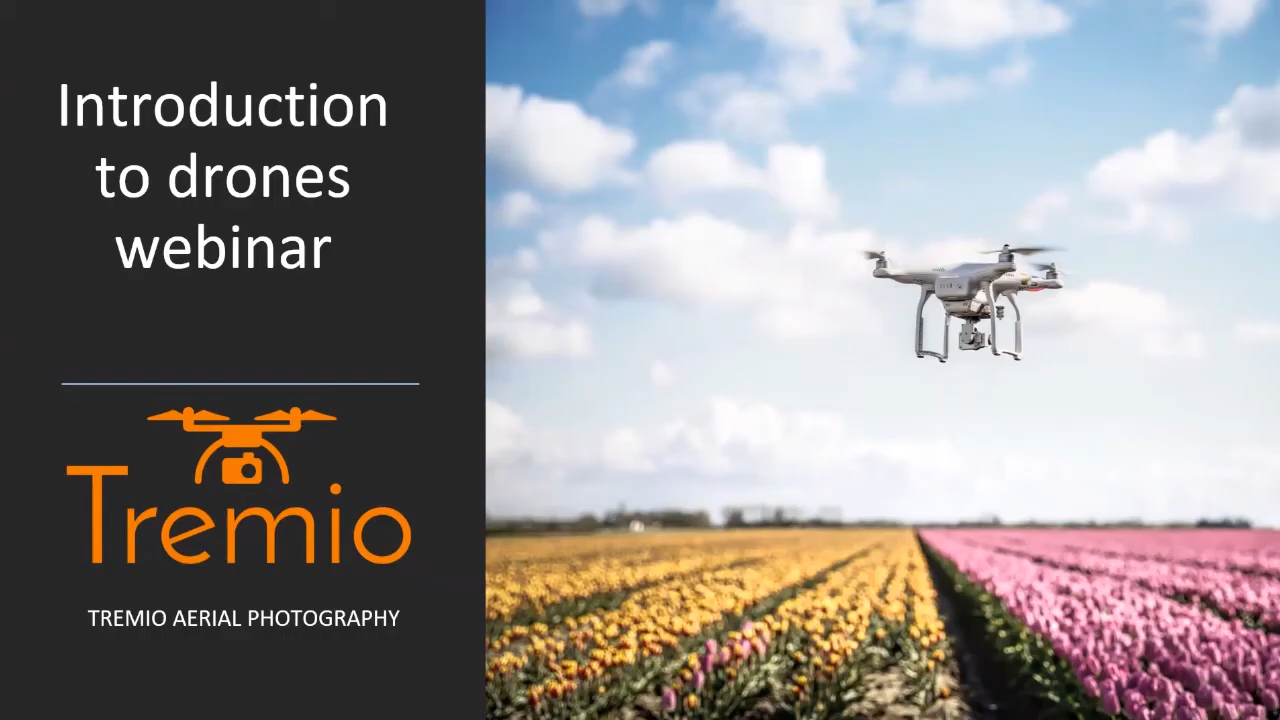 Introduction
to drones
webinar
Tremio
TREMIO AERIAL PHOTOGRAPHY